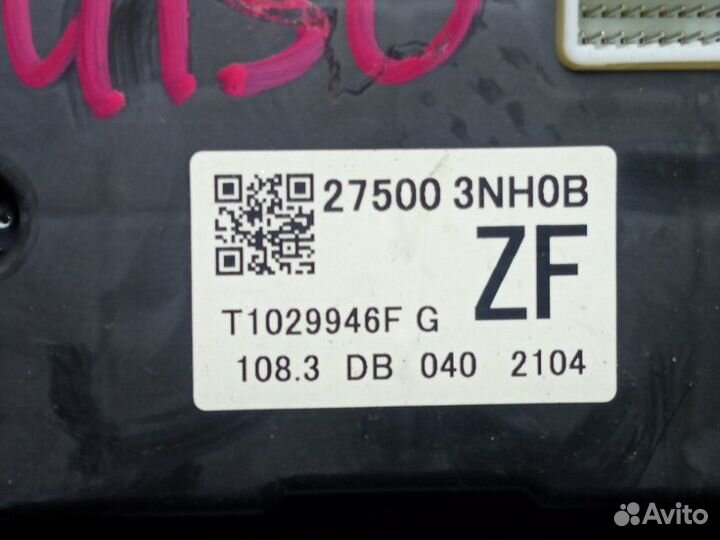 27500 3NH0B
ZF
T1029946F G
108.3 DB 040 2104
Avito